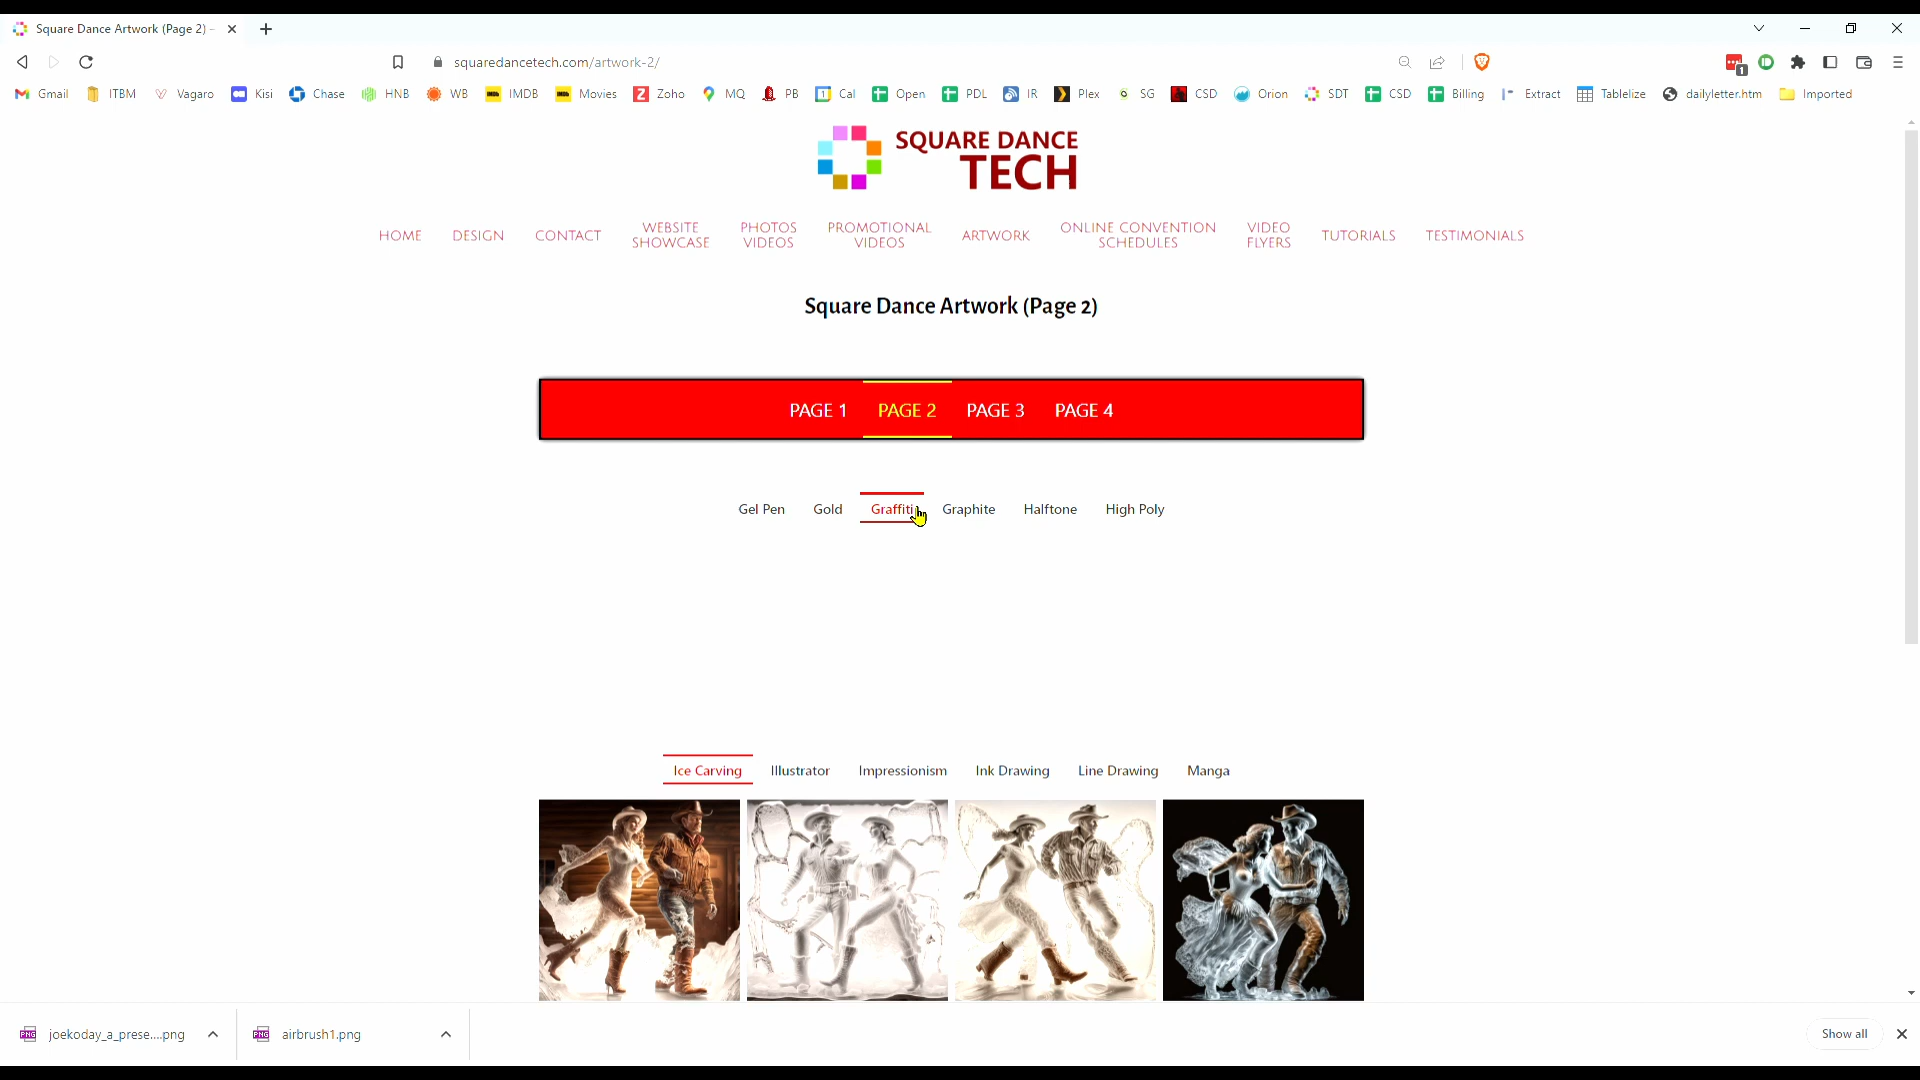 Square Dance Artwork (Page 2) -
squaredancetech.com/artwork-2/
1
Gmail ITBM Vagaro Kisi Chase HNB WB IMDB Movies Zoho MQ PB Cal Open PDL IR Plex SG CSD Orion SDT CSD Billing Extract Tablelize dailyletter.htm Imported
SQUARE DANCE
TECH
HOME DESIGN CONTACT WEBSITE SHOWCASE PHOTOS VIDEOS PROMOTIONAL VIDEOS ARTWORK ONLINE CONVENTION SCHEDULES VIDEO FLYERS TUTORIALS TESTIMONIALS
Square Dance Artwork (Page 2)
PAGE 1 PAGE 2 PAGE 3 PAGE 4
Gel Pen Gold Graffiti Graphite Halftone High Poly
Ice Carving Illustrator Impressionism Ink Drawing Line Drawing Manga
joekoday_a_prese....png airbrush1.png Show all